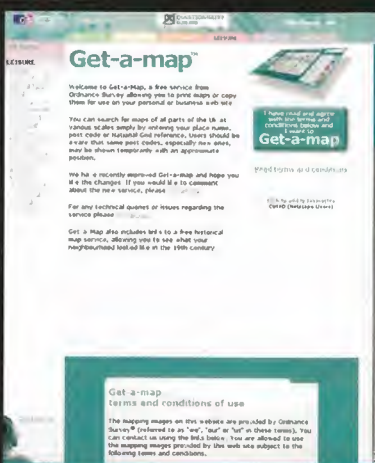 LEISURE
LEISURE
Get-a-map™
Welcome to Get-a-Map, a free service from
Ordnance Survey allowing you to print maps or copy
them for use on your personal or business web site
You can search for maps of all parts of the UK at
various scales simply by entering your place name,
post code or National Grid reference. Users should be
aware that some post codes, especially new ones,
may be shown temporarily with an approximate
position.
We have recently improved Get-a-map and hope you
like the changes. If you would like to comment
about the new service, please
For any technical queries or issues regarding the
service please
Get-a-Map also includes links to a free historical
map service, allowing you to see what your
neighbourhood looked like in the 19th century
I have read and agree
with the terms and
conditions below and
I want to
Get-a-map
Read terms and conditions
(Netscape Users)
Get-a-map
terms and conditions of use
The mapping images on this website are provided by Ordnance
Survey® (referred to as "we", "our" or "us" in these terms). You
can contact us using the links below. You are allowed to use
the mapping images provided by this web site subject to the
following terms and conditions.